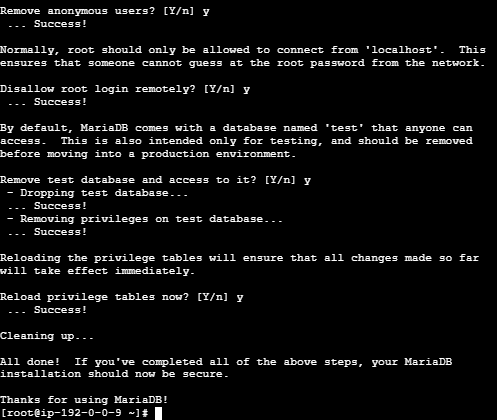 Remove anonymous users? [Y/n] y
... Success!
Normally, root should only be allowed to connect from 'localhost'.  This
ensures that someone cannot guess at the root password from the network.
Disallow root login remotely? [Y/n] y
... Success!
By default, MariaDB comes with a database named 'test' that anyone can
access.  This is also intended only for testing, and should be removed
before moving into a production environment.
Remove test database and access to it? [Y/n] y
- Dropping test database...
... Success!
- Removing privileges on test database...
... Success!
Reloading the privilege tables will ensure that all changes made so far
will take effect immediately.
Reload privilege tables now? [Y/n] y
... Success!
Cleaning up...
All done!  If you've completed all of the above steps, your MariaDB
installation should now be secure.
Thanks for using MariaDB!
[root@ip-192-0-0-9 ~]#